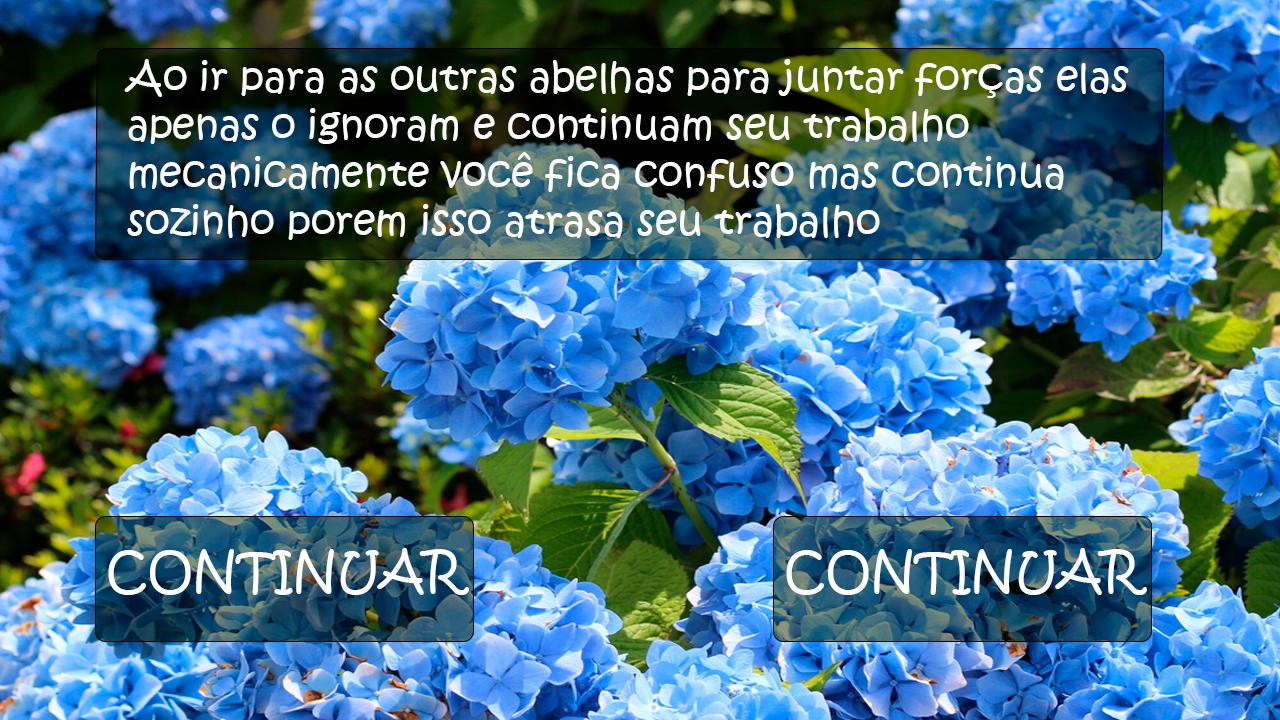 Ao ir para as outras abelhas para juntar forças elas
apenas o ignoram e continuam seu trabalho
mecanicamente você fica confuso mas continua
sozinho porem isso atrasa seu trabalho
CONTINUAR
CONTINUAR